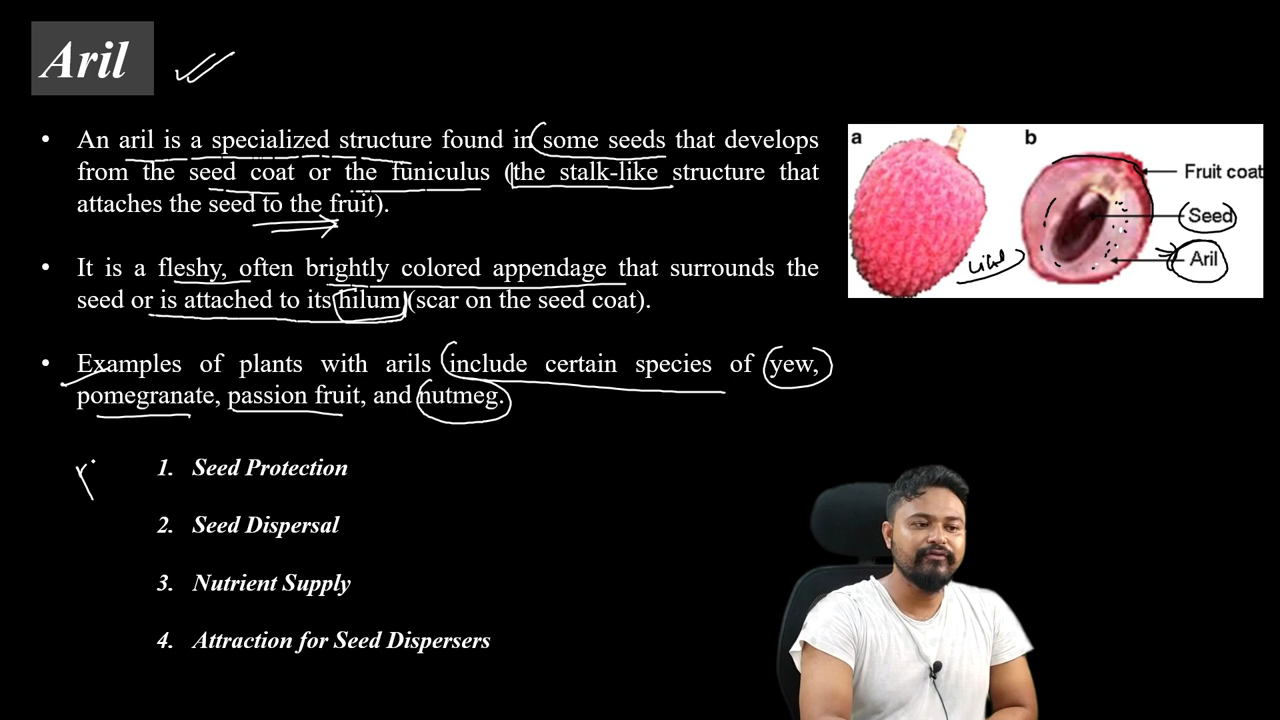 Aril
• An aril is a specialized structure found in some seeds that develops
from the seed coat or the funiculus (the stalk-like structure that
attaches the seed to the fruit).
• It is a fleshy, often brightly colored appendage that surrounds the
seed or is attached to its hilum (scar on the seed coat).
• Examples of plants with arils include certain species of yew,
pomegranate, passion fruit, and nutmeg.
1. Seed Protection
2. Seed Dispersal
3. Nutrient Supply
4. Attraction for Seed Dispersers
a
b
Fruit coat
Seed
Aril